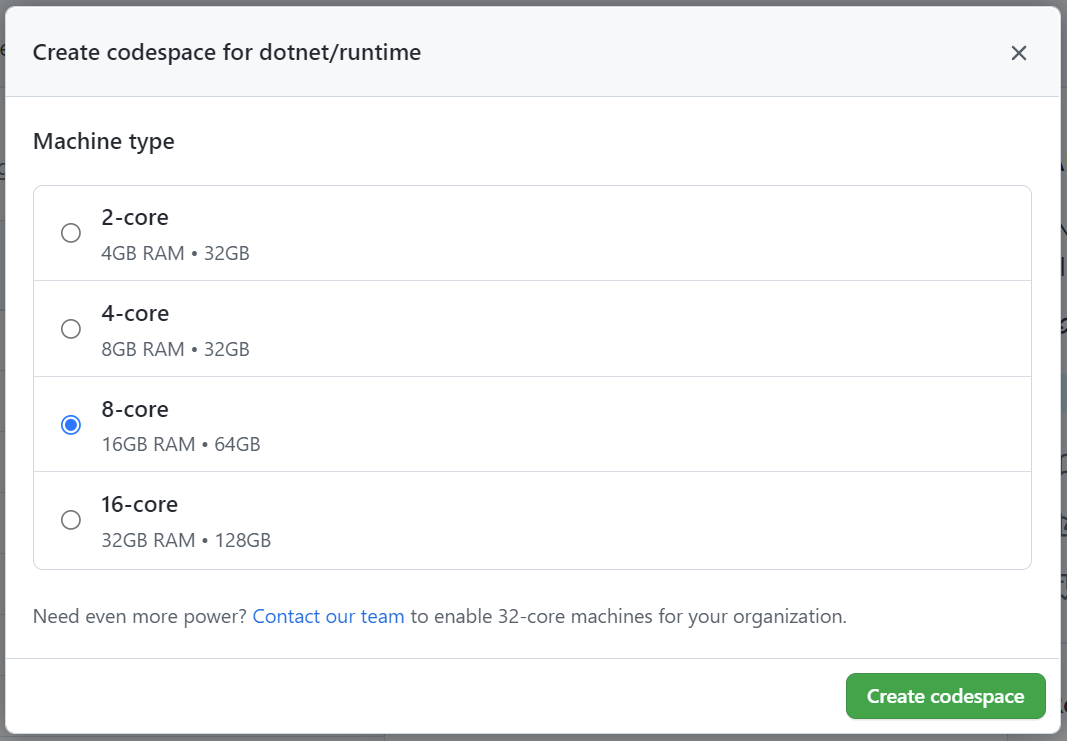 Create codespace for dotnet/runtime
Machine type
2-core
4GB RAM • 32GB
4-core
8GB RAM • 32GB
8-core
16GB RAM • 64GB
16-core
32GB RAM • 128GB
Need even more power? Contact our team to enable 32-core machines for your organization.
Create codespace